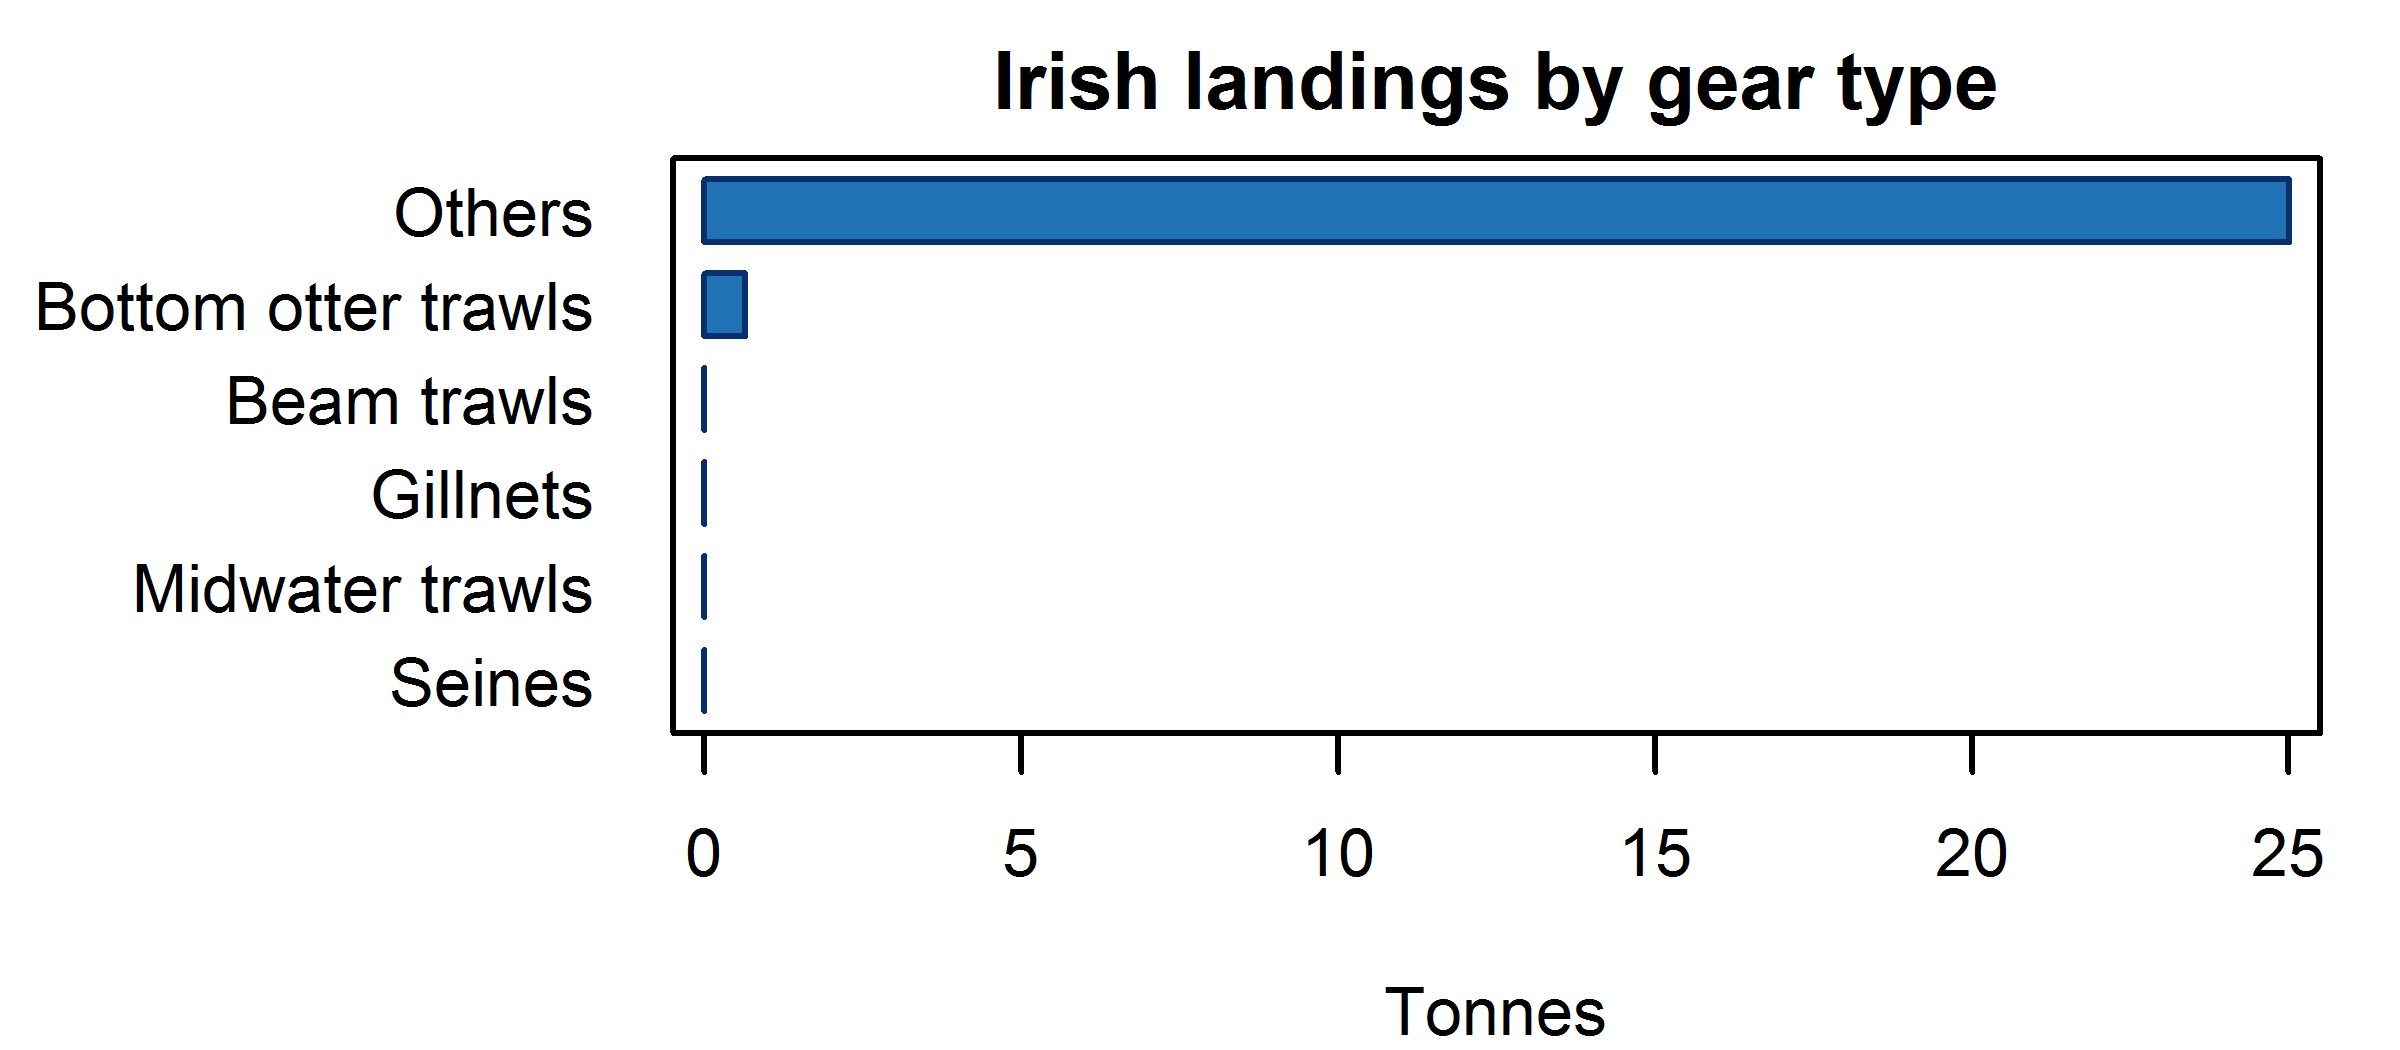 Irish landings by gear type
Others
Bottom otter trawls
Beam trawls
Gillnets
Midwater trawls
Seines
0 5 10 15 20 25
Tonnes